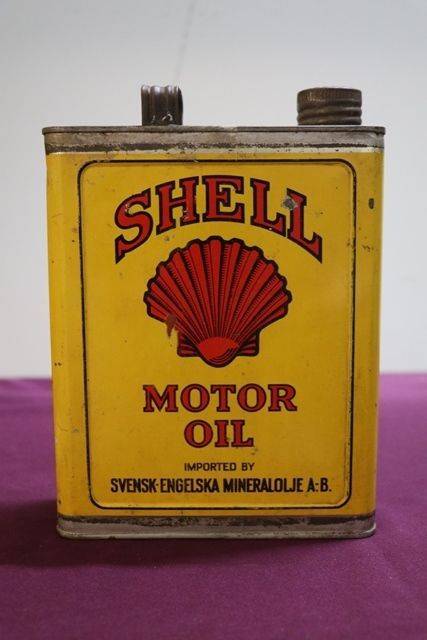 SHELL
MOTOR
OIL
IMPORTED BY
SVENSK-ENGELSKA MINERALOLJE A.-B.